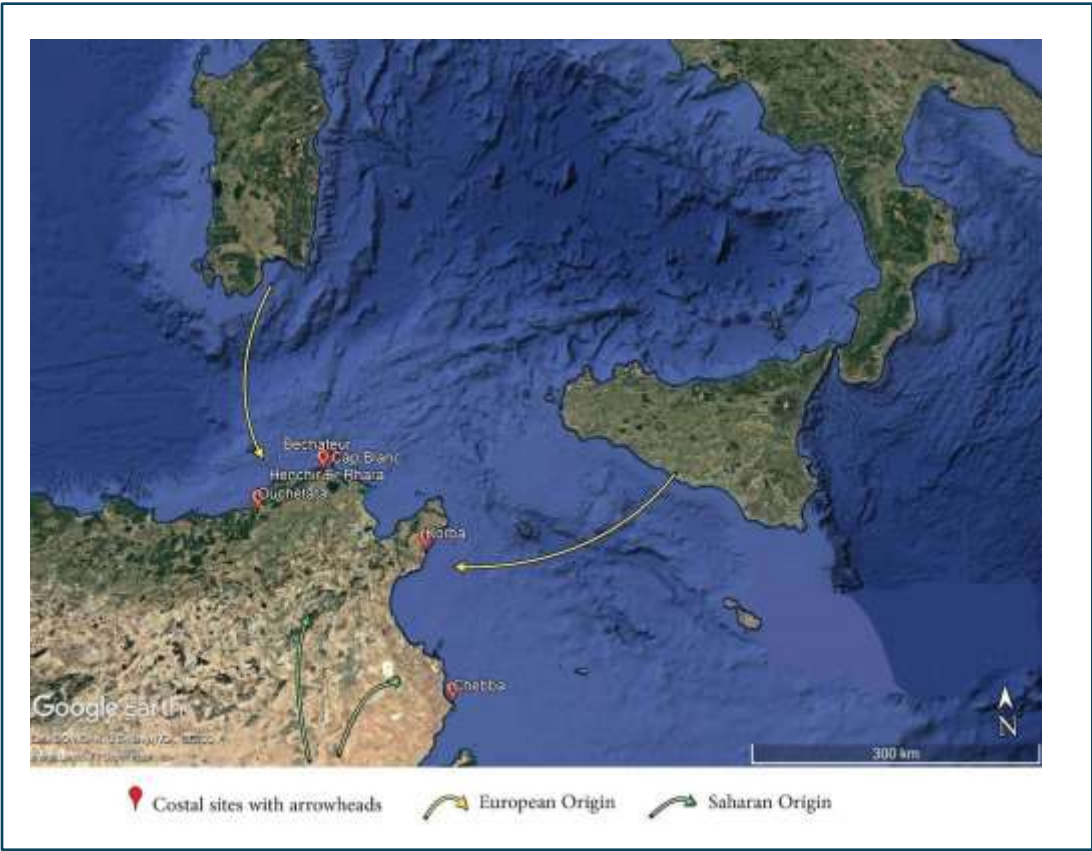 Bechateur
Cap Blanc
Henchir er Rhara
Ouchetata
Korba
Chebba
Google Earth
N
300 km
Costal sites with arrowheads
European Origin
Saharan Origin